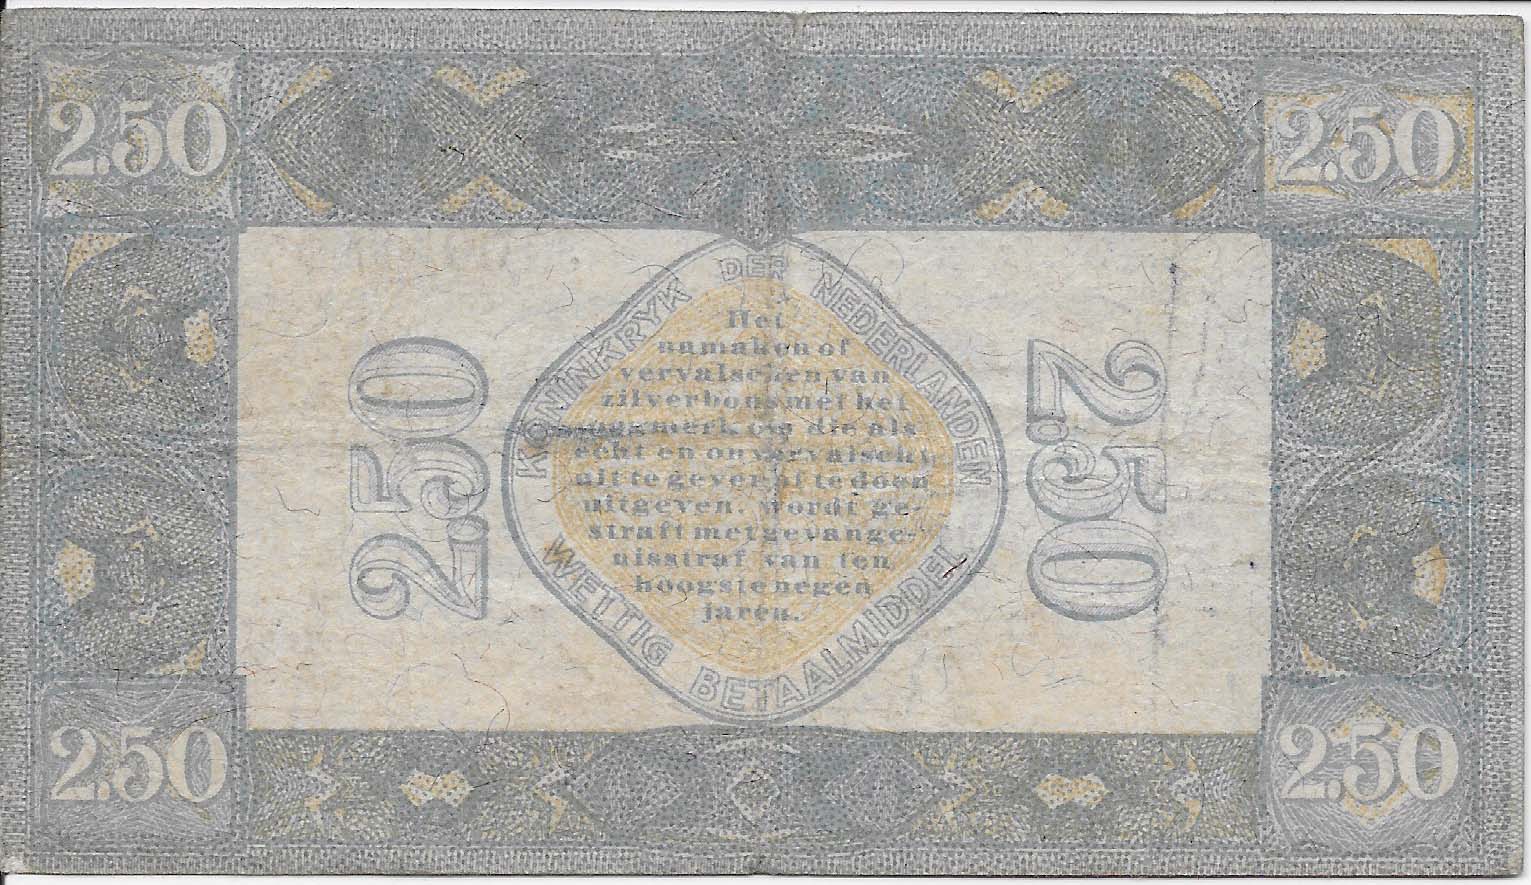 2.50
2.50
KONINKRYK DER NEDERLANDEN
Het
namaken of
vervalschen van
zilverbons met het
oogmerk om die als
echt en onvervalscht
uit te geven of te doen
uitgeven, wordt ge-
straft met gevange-
nisstraf van ten
hoogste negen
jaren.
WETTIG BETAALMIDDEL
2.50
2.50
2.50
2.50